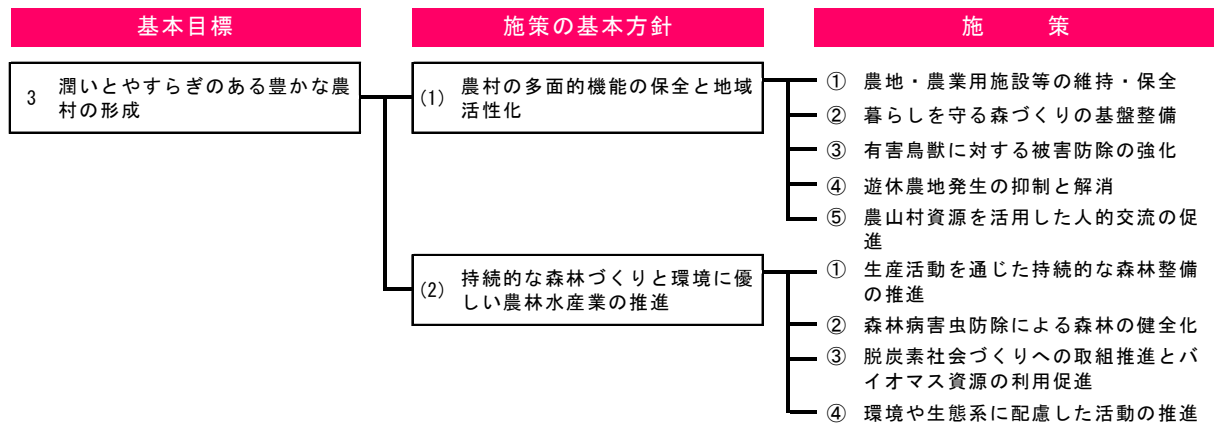 基本目標
施策の基本方針
施 策
3 潤いとやすらぎのある豊かな農
村の形成
(1) 農村の多面的機能の保全と地域
活性化
① 農地・農業用施設等の維持・保全
② 暮らしを守る森づくりの基盤整備
③ 有害鳥獣に対する被害防除の強化
④ 遊休農地発生の抑制と解消
⑤ 農山村資源を活用した人的交流の促
進
(2) 持続的な森林づくりと環境に優
しい農林水産業の推進
① 生産活動を通じた持続的な森林整備
の推進
② 森林病害虫防除による森林の健全化
③ 脱炭素社会づくりへの取組推進とバ
イオマス資源の利用促進
④ 環境や生態系に配慮した活動の推進